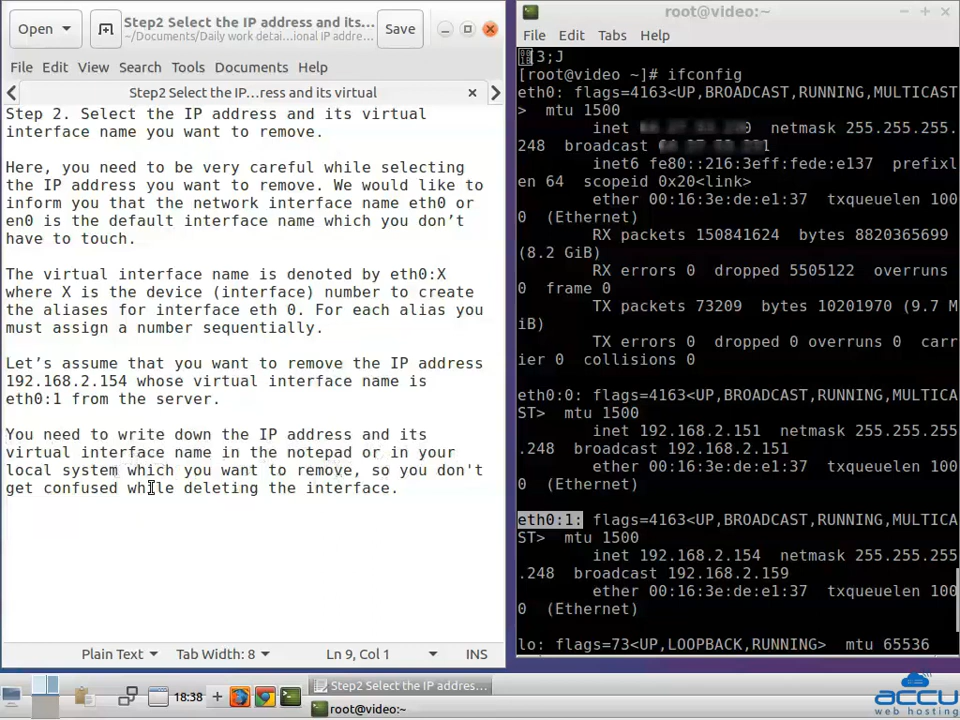 Open
Step2 Select the IP address and its...
~/Documents/Daily work detai...ional IP addre...
Save
File Edit View Search Tools Documents Help
Step2 Select the IP...ress and its virtual
Step 2. Select the IP address and its virtual
interface name you want to remove.
Here, you need to be very careful while selecting
the IP address you want to remove. We would like to
inform you that the network interface name eth0 or
en0 is the default interface name which you don’t
have to touch.
The virtual interface name is denoted by eth0:X
where X is the device (interface) number to create
the aliases for interface eth 0. For each alias you
must assign a number sequentially.
Let’s assume that you want to remove the IP address
192.168.2.154 whose virtual interface name is
eth0:1 from the server.
You need to write down the IP address and its
virtual interface name in the notepad or in your
local system which you want to remove, so you don't
get confused while deleting the interface.
Plain Text Tab Width: 8 Ln 9, Col 1 INS
root@video:~
File Edit Tabs Help
3;J
[root@video ~]# ifconfig
eth0: flags=4163<UP,BROADCAST,RUNNING,MULTICAST
> mtu 1500
inet 0 netmask 255.255.255.
248 broadcast 1
inet6 fe80::216:3eff:fede:e137 prefixl
en 64 scopeid 0x20<link>
ether 00:16:3e:de:e1:37 txqueuelen 100
0 (Ethernet)
RX packets 150841624 bytes 8820365699
(8.2 GiB)
RX errors 0 dropped 5505122 overruns
0 frame 0
TX packets 73209 bytes 10201970 (9.7 M
iB)
TX errors 0 dropped 0 overruns 0 carr
ier 0 collisions 0
eth0:0: flags=4163<UP,BROADCAST,RUNNING,MULTICA
ST> mtu 1500
inet 192.168.2.151 netmask 255.255.255
.248 broadcast 192.168.2.151
ether 00:16:3e:de:e1:37 txqueuelen 100
0 (Ethernet)
eth0:1: flags=4163<UP,BROADCAST,RUNNING,MULTICA
ST> mtu 1500
inet 192.168.2.154 netmask 255.255.255
.248 broadcast 192.168.2.159
ether 00:16:3e:de:e1:37 txqueuelen 100
0 (Ethernet)
lo: flags=73<UP,LOOPBACK,RUNNING> mtu 65536
18:38
Step2 Select the IP addres...
root@video:~
accu
web hosting